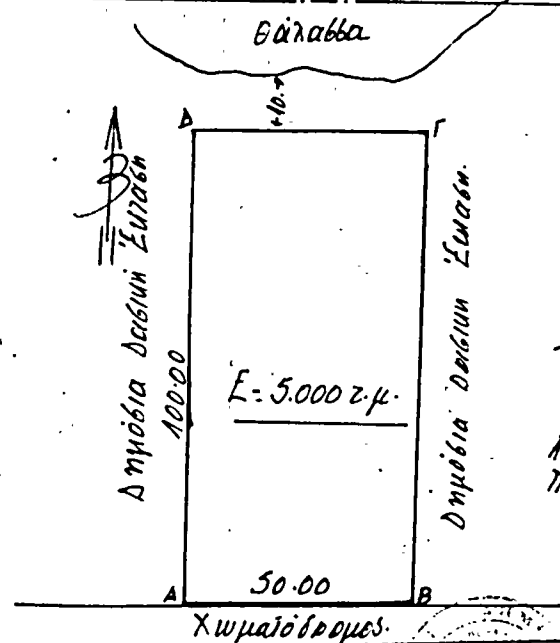 Θάλασσα
10.
Δ
Γ
Β
Δημόσια Δασική Έκταση
100.00
Ε=5.000 τ.μ.
Δημόσια Δασική Έκταση.
Α
50.00
Β
Χωματόδρομος.